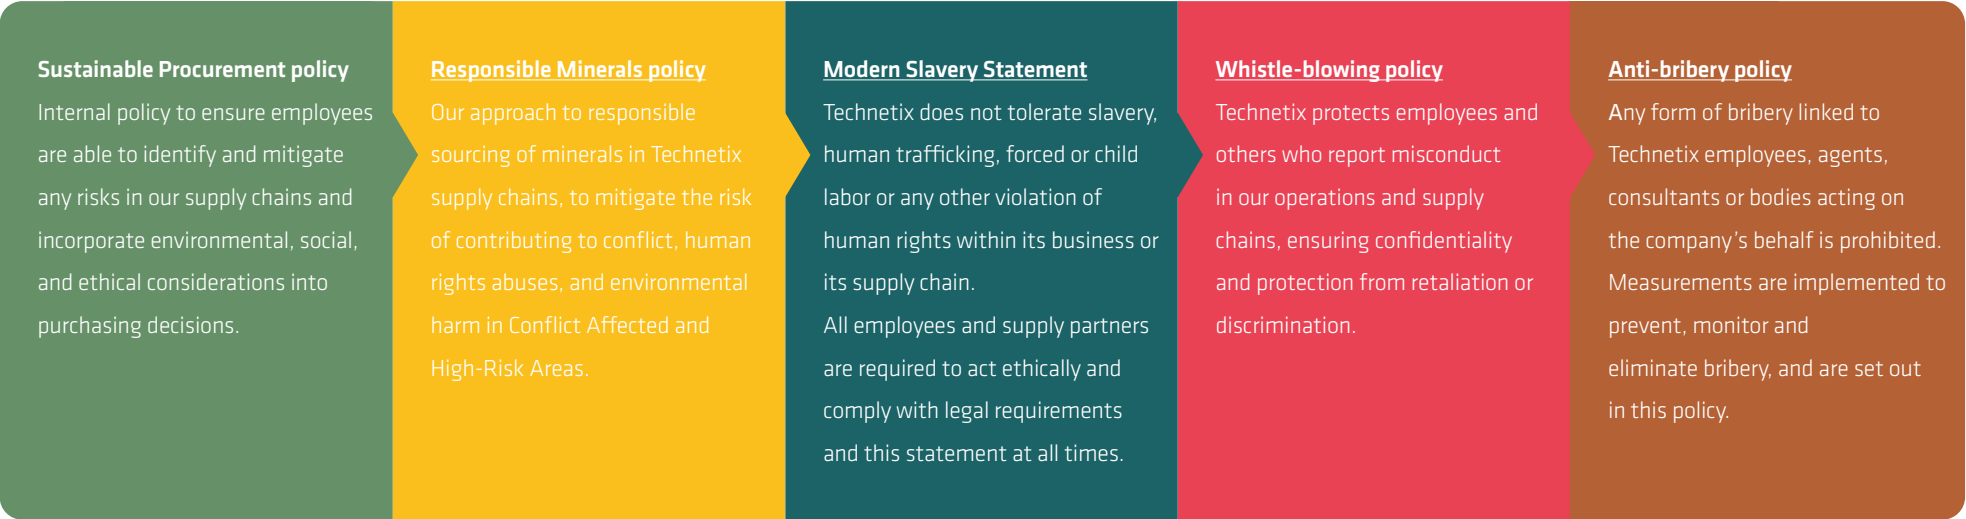 Sustainable Procurement policy
Internal policy to ensure employees
are able to identify and mitigate
any risks in our supply chains and
incorporate environmental, social,
and ethical considerations into
purchasing decisions.
Responsible Minerals policy
Our approach to responsible
sourcing of minerals in Technetix
supply chains, to mitigate the risk
of contributing to conflict, human
rights abuses, and environmental
harm in Conflict Affected and
High-Risk Areas.
Modern Slavery Statement
Technetix does not tolerate slavery,
human trafficking, forced or child
labor or any other violation of
human rights within its business or
its supply chain.
All employees and supply partners
are required to act ethically and
comply with legal requirements
and this statement at all times.
Whistle-blowing policy
Technetix protects employees and
others who report misconduct
in our operations and supply
chains, ensuring confidentiality
and protection from retaliation or
discrimination.
Anti-bribery policy
Any form of bribery linked to
Technetix employees, agents,
consultants or bodies acting on
the company's behalf is prohibited.
Measurements are implemented to
prevent, monitor and
eliminate bribery, and are set out
in this policy.